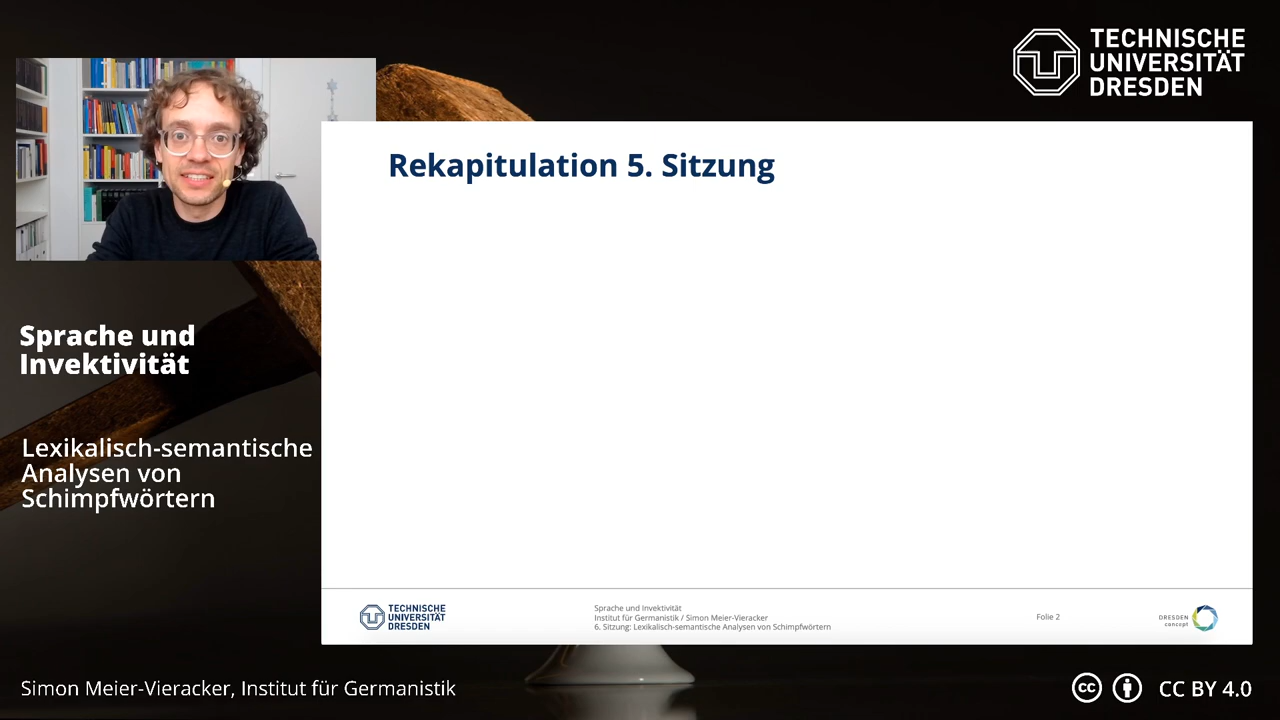 TECHNISCHE
UNIVERSITÄT
DRESDEN
Rekapitulation 5. Sitzung
Sprache und
Invektivität
Lexikalisch-semantische
Analysen von
Schimpfwörtern
TECHNISCHE
UNIVERSITÄT
DRESDEN
Sprache und Invektivität
Institut für Germanistik / Simon Meier-Vieracker
6. Sitzung: Lexikalisch-semantische Analysen von Schimpfwörtern
Folie 2
DRESDEN
concept
Simon Meier-Vieracker, Institut für Germanistik
cc
CC BY 4.0